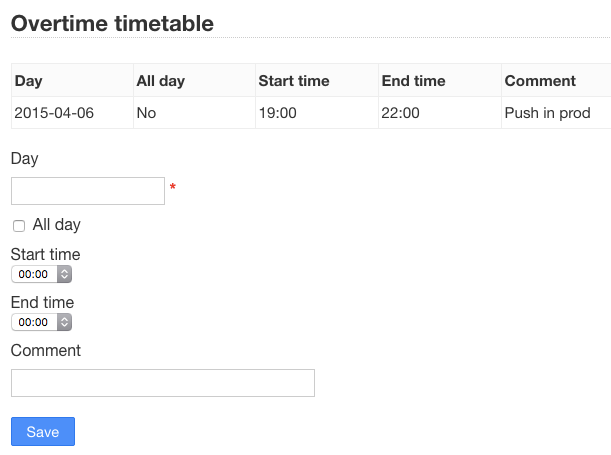 Overtime timetable
Day All day Start time End time Comment
2015-04-06 No 19:00 22:00 Push in prod
Day
*
All day
Start time
00:00
End time
00:00
Comment
Save